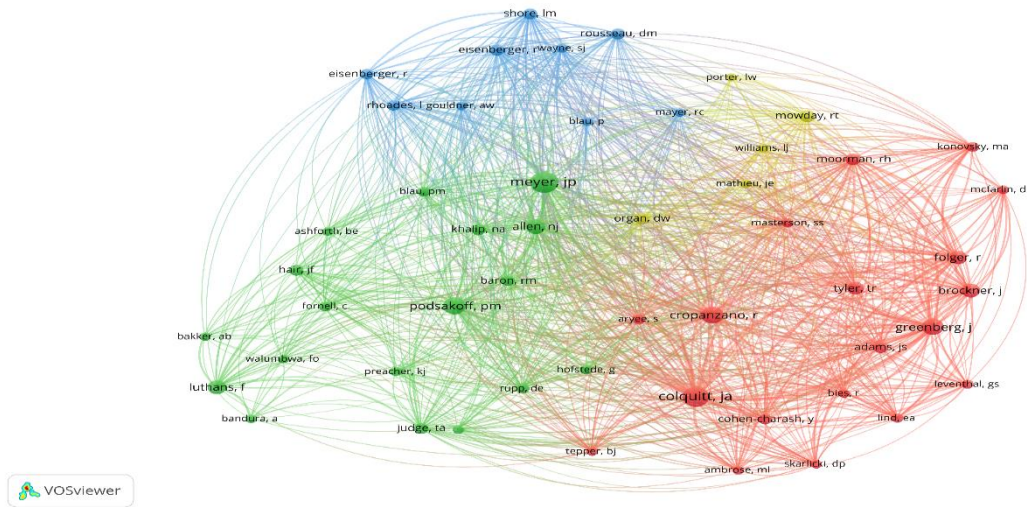 shore, lm
rousseau, dm
eisenberger, r
wayne, sj
eisenberger, r
porter, lw
rhoades, l
gouldner, aw
mayer, rc
mowday, rt
blau, p
williams, lj
konovsky, ma
moorman, rh
meyer, jp
mathieu, je
mclarlin, d
blau, pm
organ, dw
masterson, ss
ashforth, be
khalip, na
allen, nj
folger, r
hair, jf
baron, rm
tyler, tr
brockner, j
fornell, c
podsakoff, pm
aryee, s
cropanzano, r
greenberg, j
bakker, ab
adams, js
walumbwa, fo
preacher, kj
hofstede, g
luthans, f
rupp, de
colquitt, ja
bies, r
leventhal, gs
bandura, a
judge, ta
cohen-charash, y
lind, ea
tepper, bj
ambrose, ml
skarlicki, dp
VOSviewer